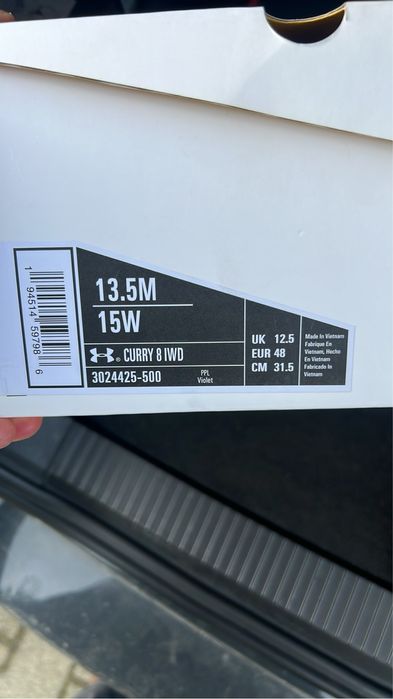 13.5M
15W
CURRY 8 IWD
3024425-500
PPL
Violet
UK 12.5
EUR 48
CM 31.5
Made in Vietnam
Fabrique En
Vietnam, Hecho
En Vietnam
Fabricado In
Vietnam
1 94514 59798 6